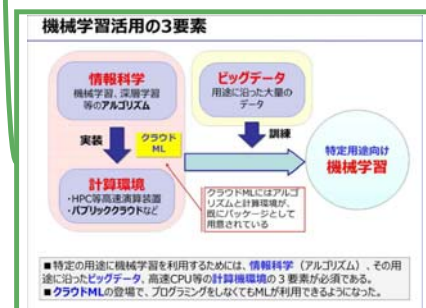 機械学習活用の3要素
情報科学
機械学習、深層学習
等のアルゴリズム
ビッグデータ
用途に沿った大量の
データ
実装
クラウド
ML
訓練
特定用途向け
機械学習
計算環境
・HPC等高速演算装置
・パブリッククラウドなど
クラウドMLにはアルゴ
リズムと計算環境が、
既にパッケージとして
用意されている
■特定の用途に機械学習を利用するためには、情報科学（アルゴリズム）、その用
途に沿ったビッグデータ、高速CPU等の計算機環境の３要素が必須である。
■クラウドMLの登場で、プログラミングをしなくてもMLが利用できるようになった。